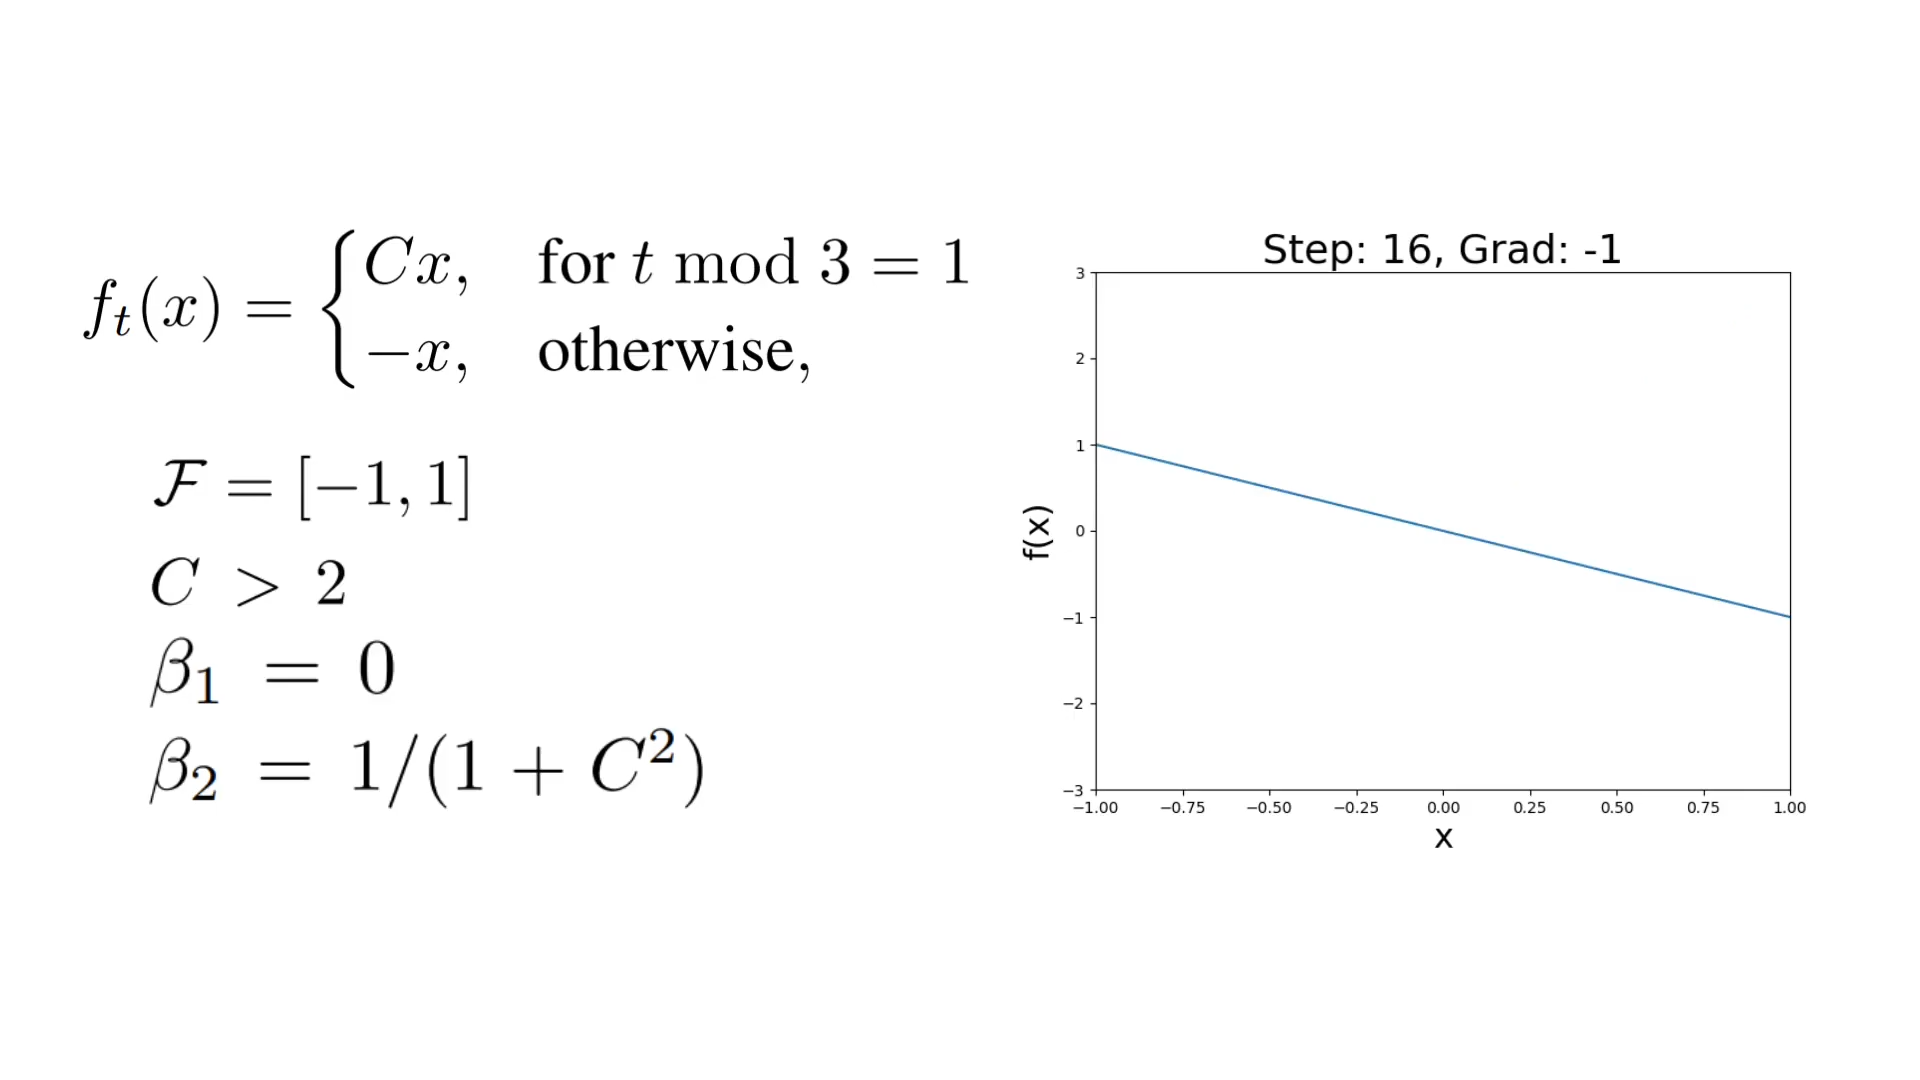 f_t(x) = { Cx, for t mod 3 = 1
−x, otherwise,
ℱ = [−1, 1]
C > 2
β₁ = 0
β₂ = 1/(1 + C²)
Step: 16, Grad: -1
3
2
1
0
−1
−2
−3
f(x)
−1.00 −0.75 −0.50 −0.25 0.00 0.25 0.50 0.75 1.00
x